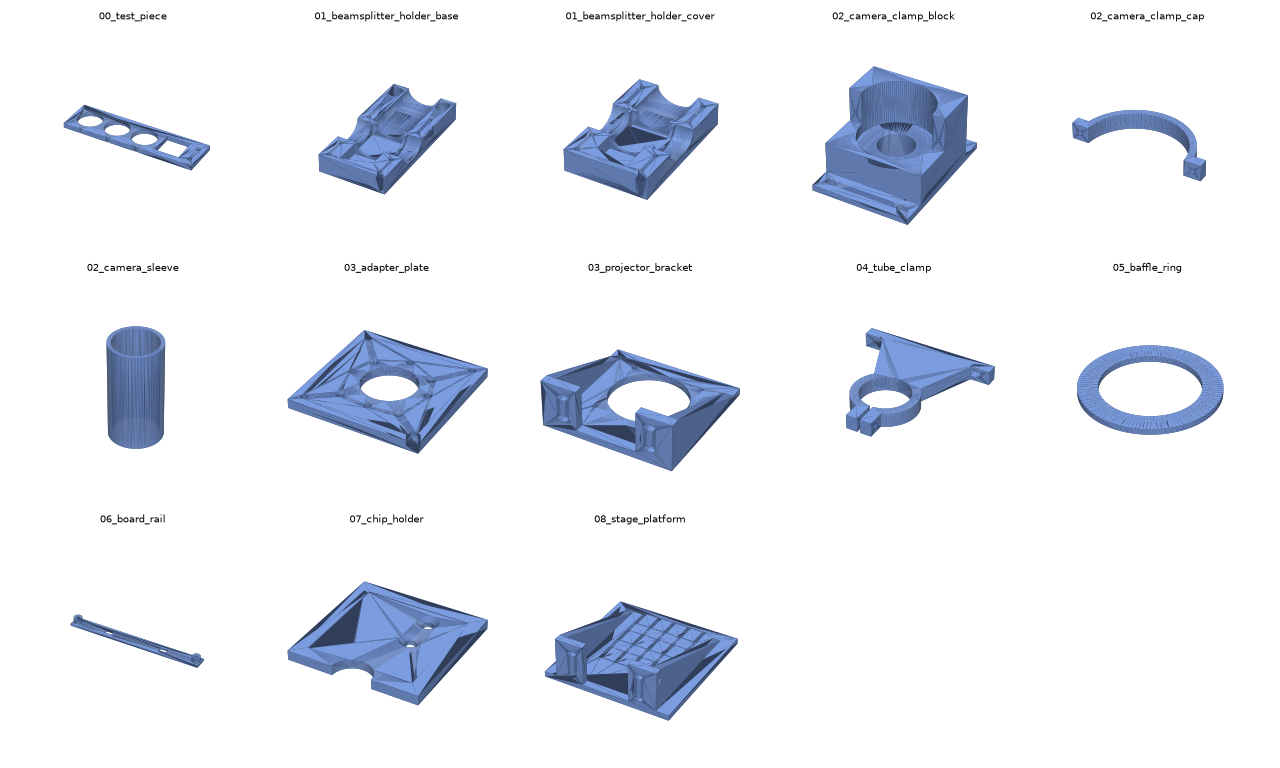 00_test_piece
01_beamsplitter_holder_base
01_beamsplitter_holder_cover
02_camera_clamp_block
02_camera_clamp_cap
02_camera_sleeve
03_adapter_plate
03_projector_bracket
04_tube_clamp
05_baffle_ring
06_board_rail
07_chip_holder
08_stage_platform